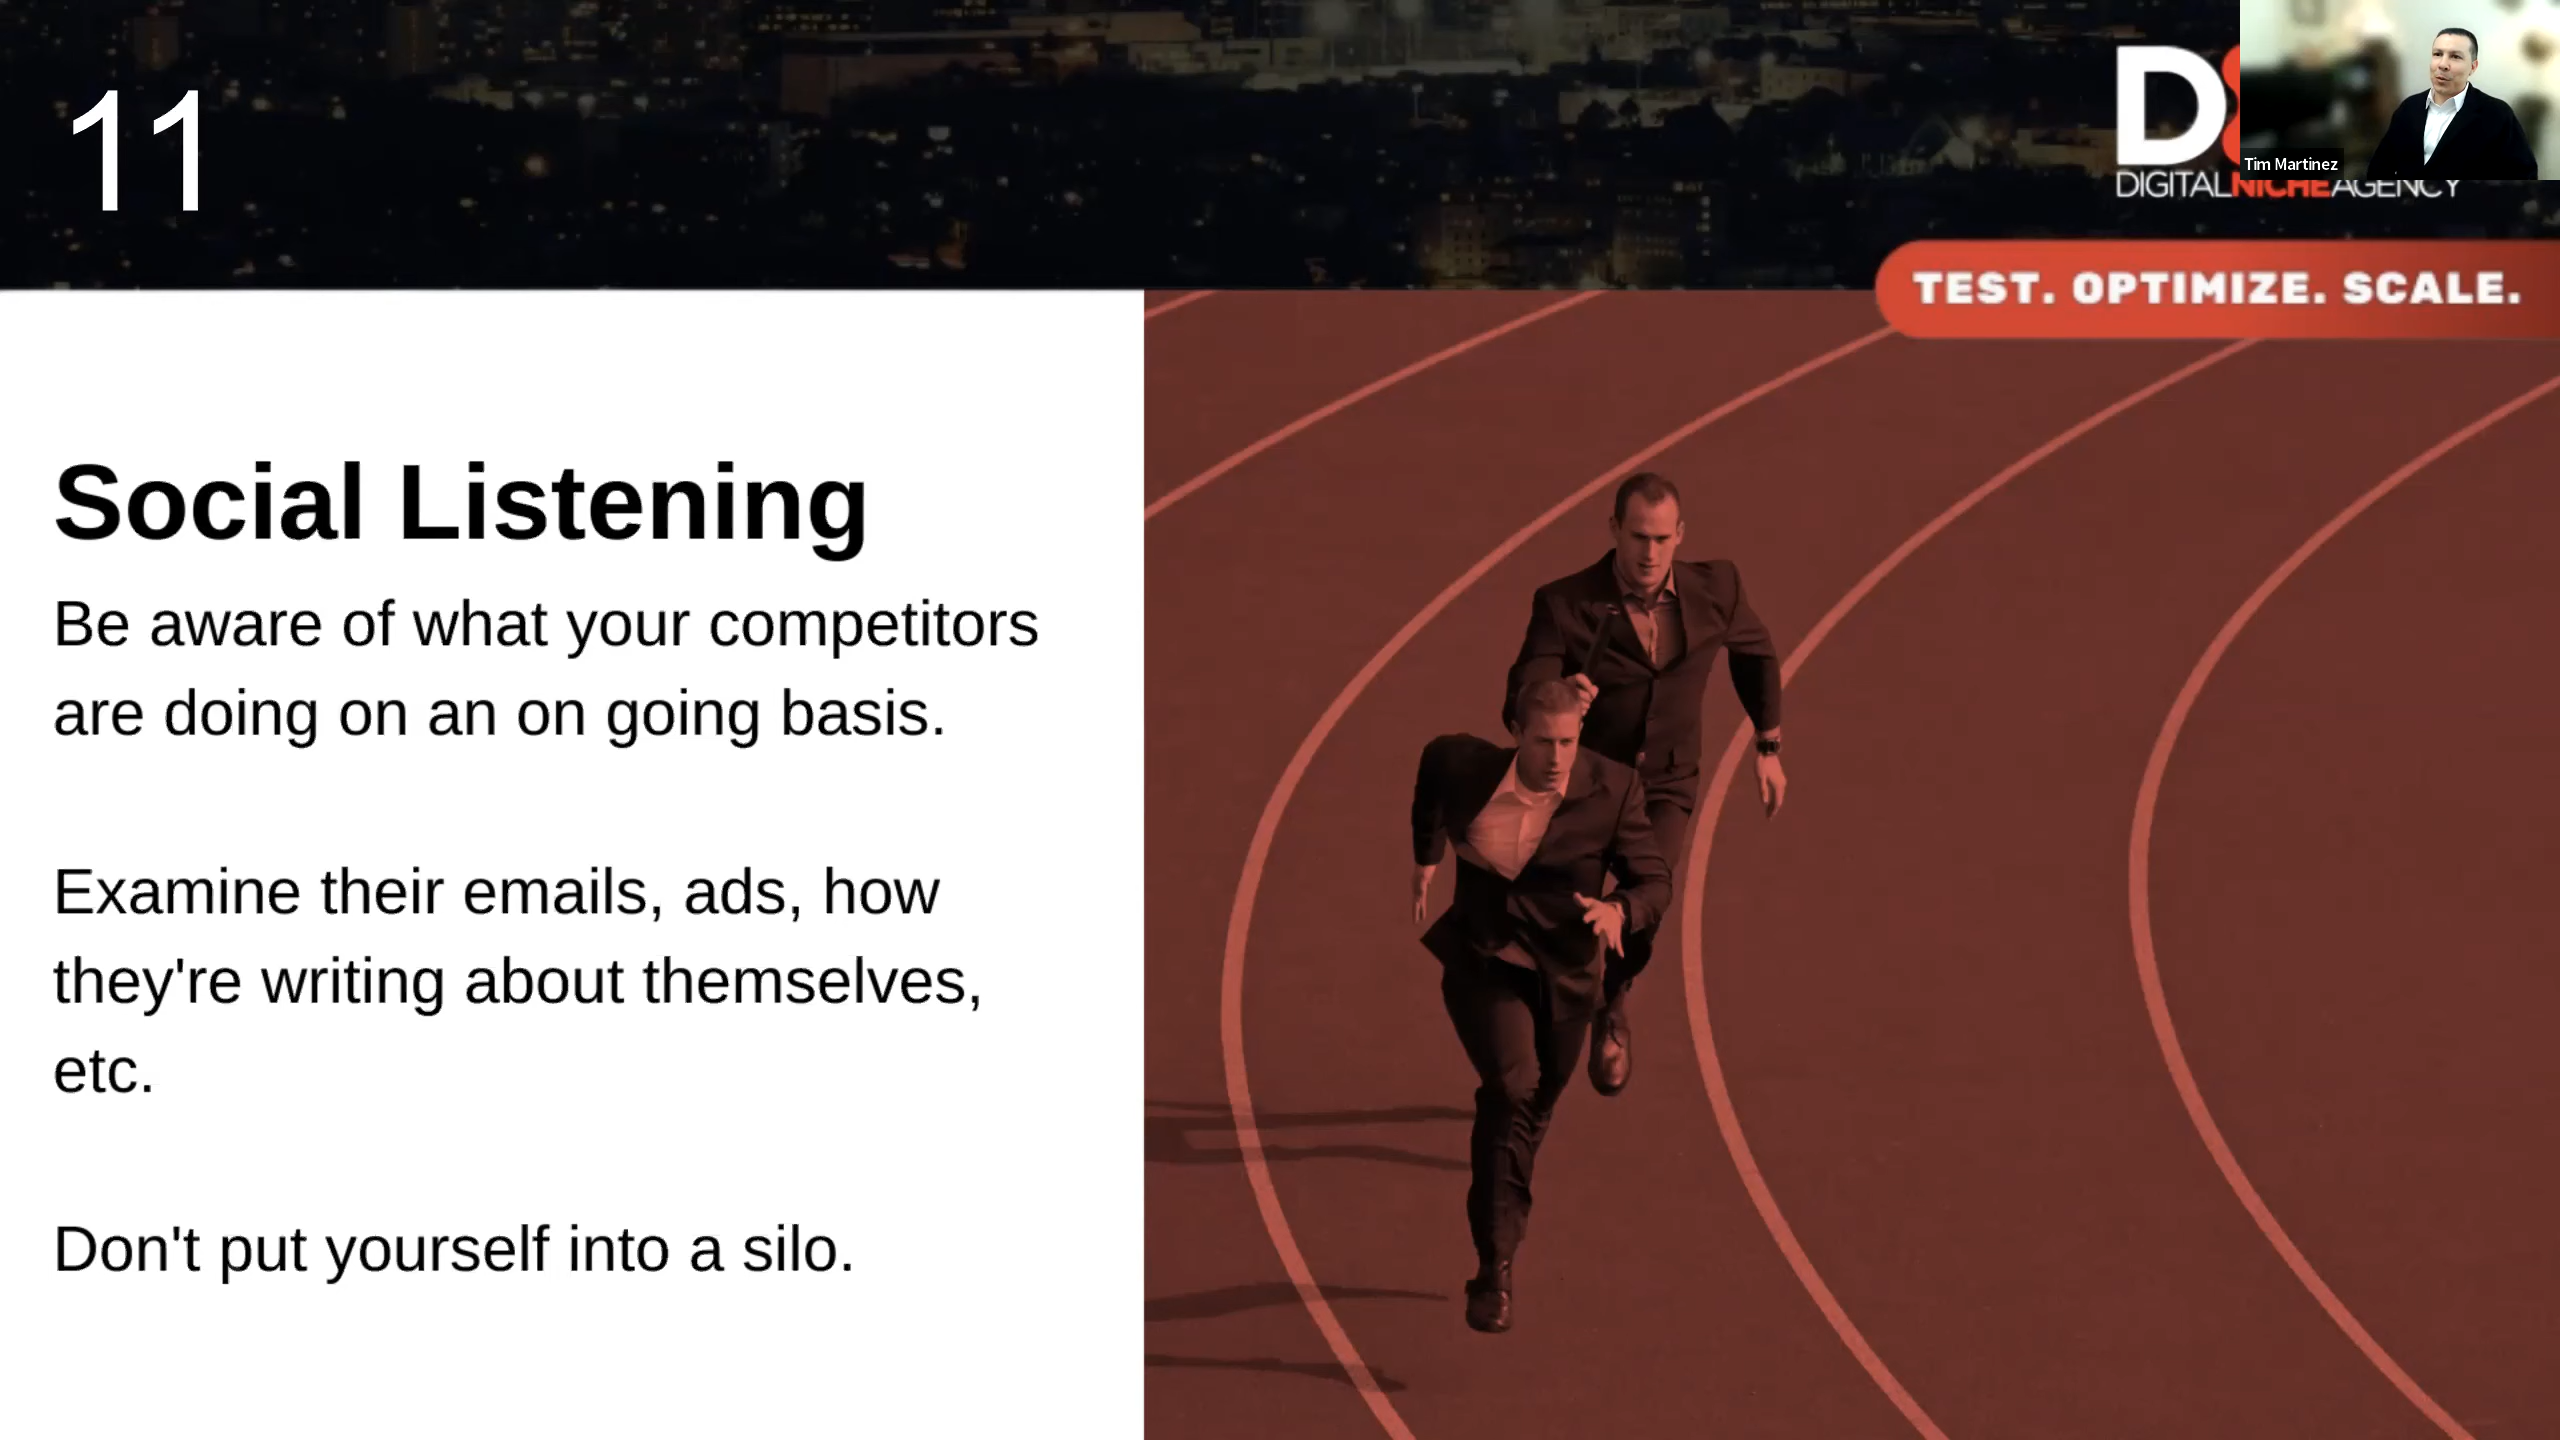 11
D
Tim Martinez
DIGITALNICHEAGENCY
TEST. OPTIMIZE. SCALE.
Social Listening
Be aware of what your competitors
are doing on an on going basis.
Examine their emails, ads, how
they're writing about themselves,
etc.
Don't put yourself into a silo.